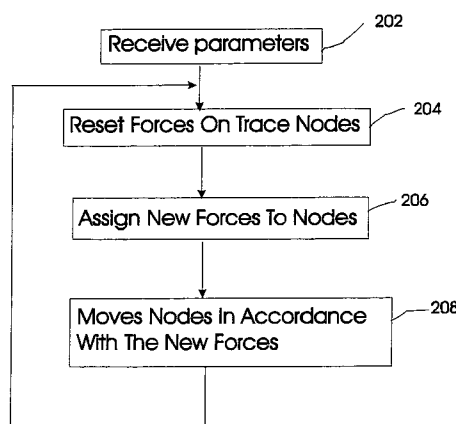 Receive parameters
202
Reset Forces On Trace Nodes
204
Assign New Forces To Nodes
206
Moves Nodes In Accordance
With The New Forces
208